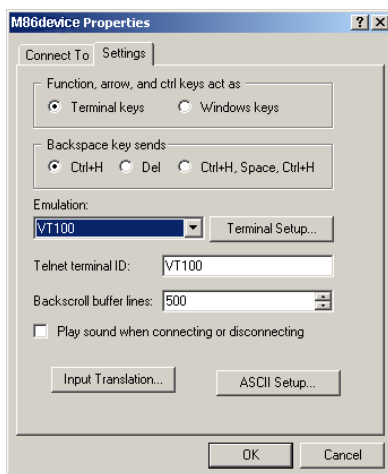 M86device Properties
Connect To Settings
Function, arrow, and ctrl keys act as
Terminal keys Windows keys
Backspace key sends
Ctrl+H Del Ctrl+H, Space, Ctrl+H
Emulation:
VT100 Terminal Setup...
Telnet terminal ID: VT100
Backscroll buffer lines: 500
Play sound when connecting or disconnecting
Input Translation... ASCII Setup...
OK Cancel